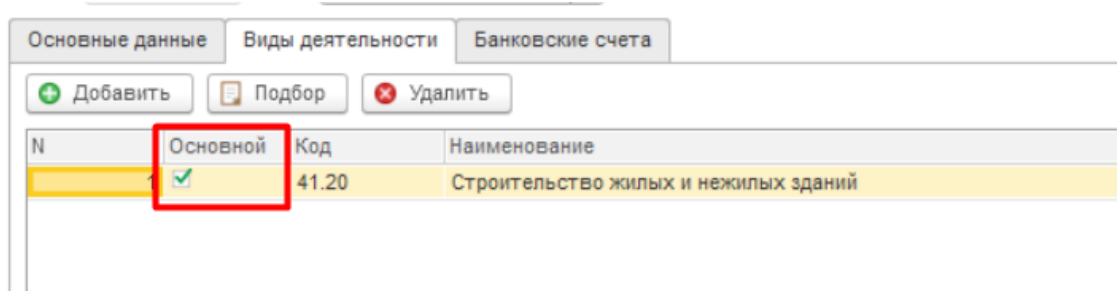 Основные данные Виды деятельности Банковские счета
Добавить Подбор Удалить
N Основной Код Наименование
1 41.20 Строительство жилых и нежилых зданий